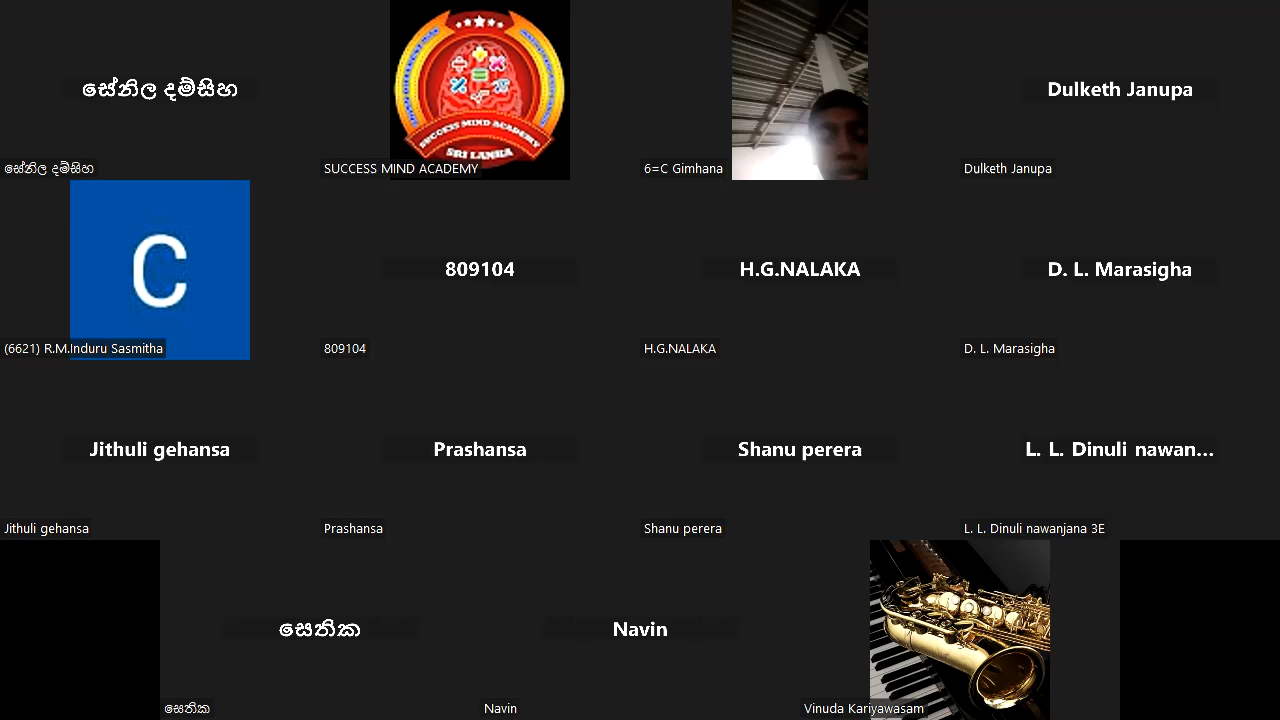 සේනිල දම්සිහ
සේනිල දම්සිහ
SUCCESS MIND ACADEMY
SRI LANKA
SUCCESS MIND ACADEMY
6=C Gimhana
Dulketh Janupa
Dulketh Janupa
C
(6621) R.M.Induru Sasmitha
809104
809104
H.G.NALAKA
H.G.NALAKA
D. L. Marasigha
D. L. Marasigha
Jithuli gehansa
Jithuli gehansa
Prashansa
Prashansa
Shanu perera
Shanu perera
L. L. Dinuli nawan...
L. L. Dinuli nawanjana 3E
සෙතික
සෙතික
Navin
Navin
Vinuda Kariyawasam